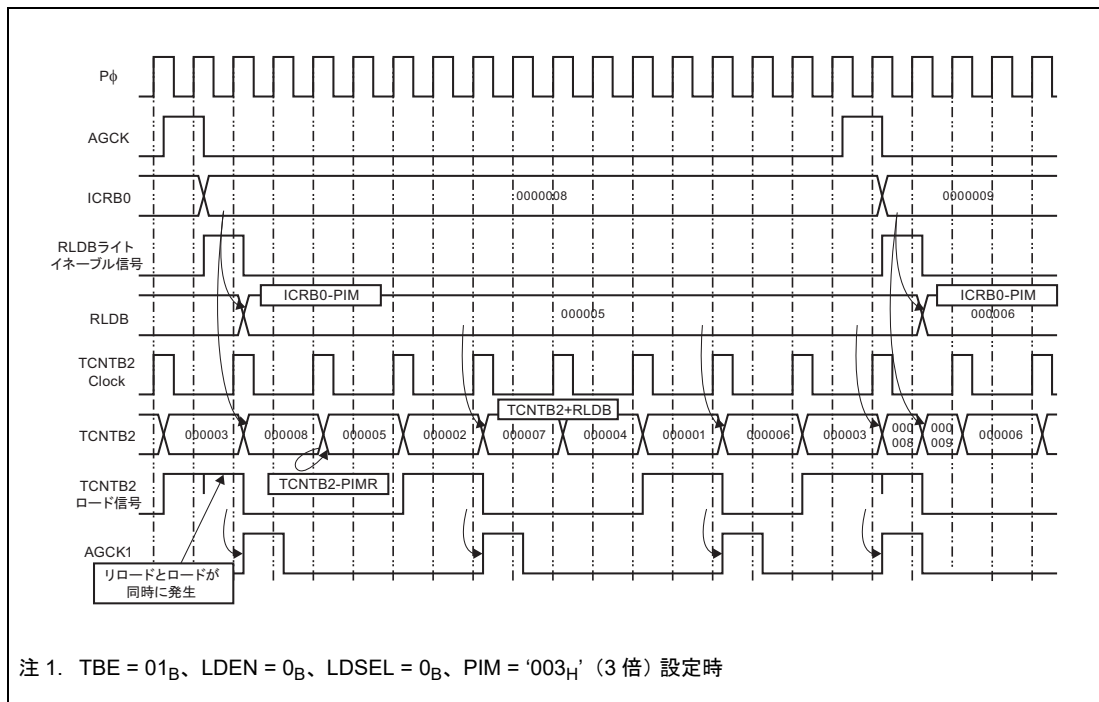 Pφ
AGCK
ICRB0
0000008
0000009
RLDBライト
イネーブル信号
ICRB0-PIM
ICRB0-PIM
RLDB
000005
000006
TCNTB2
Clock
TCNTB2+RLDB
TCNTB2
000003
000008
000005
000002
000007
000004
000001
000006
000003
000
008
000
009
000006
TCNTB2-PIMR
TCNTB2
ロード信号
AGCK1
リロードとロードが
同時に発生
注 1. TBE = 01B、LDEN = 0B、LDSEL = 0B、PIM = ‘003H’（3 倍）設定時